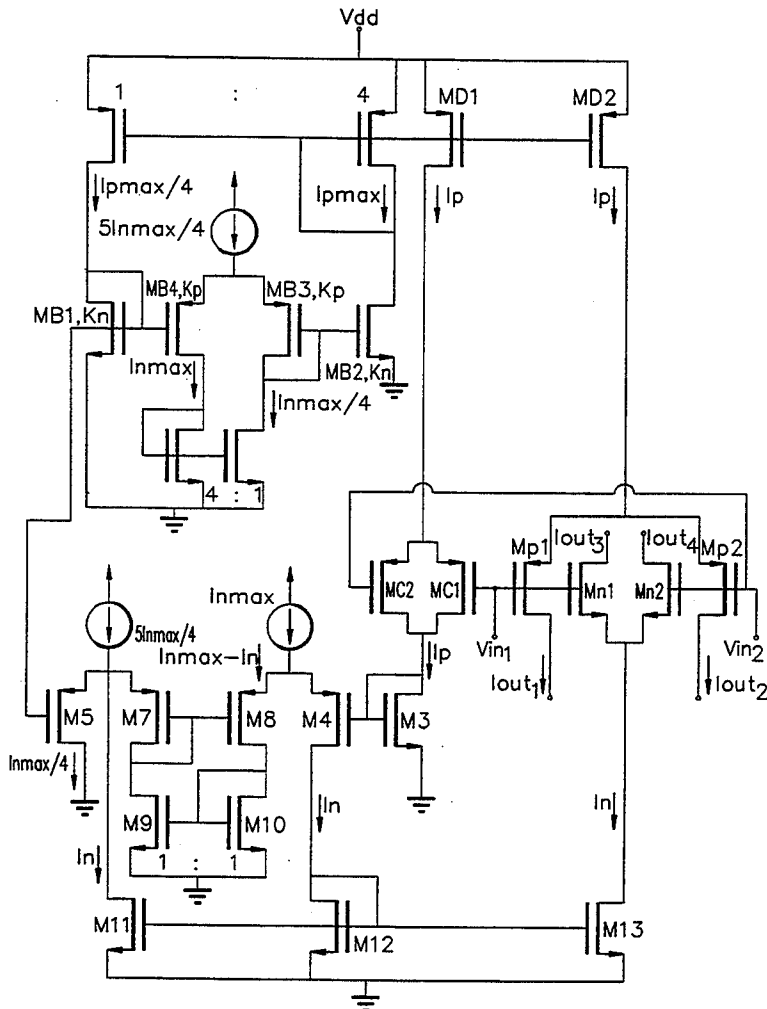 Vdd
1 : 4
MD1
MD2
Ipmax/4
Ipmax
Ip
Ip
5Inmax/4
MB1,Kn
MB4,Kp
MB3,Kp
MB2,Kn
Inmax
Inmax/4
4 : 1
Mp1
Iout3
Iout4
Mp2
MC2
MC1
Mn1
Mn2
Vin1
Vin2
Iout1
Iout2
Inmax
5Inmax/4
Inmax-In
Ip
M5
M7
M8
M4
M3
Inmax/4
M9
M10
In
In
1 : 1
In
M11
M12
M13